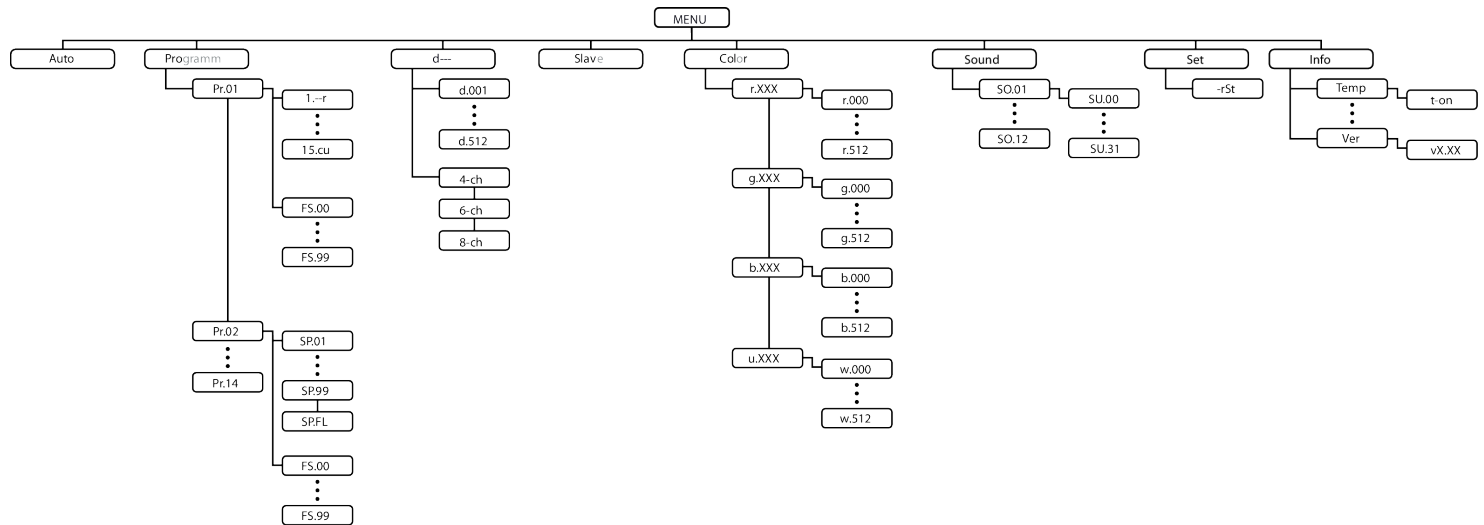 MENU
Auto
Programm
d---
Slave
Color
Sound
Set
Info
Pr.01
1.--r
15.cu
FS.00
FS.99
Pr.02
Pr.14
SP.01
SP.99
SP.FL
FS.00
FS.99
d.001
d.512
4-ch
6-ch
8-ch
r.XXX
r.000
r.512
g.XXX
g.000
g.512
b.XXX
b.000
b.512
u.XXX
w.000
w.512
SO.01
SO.12
SU.00
SU.31
-rSt
Temp
t-on
Ver
vX.XX